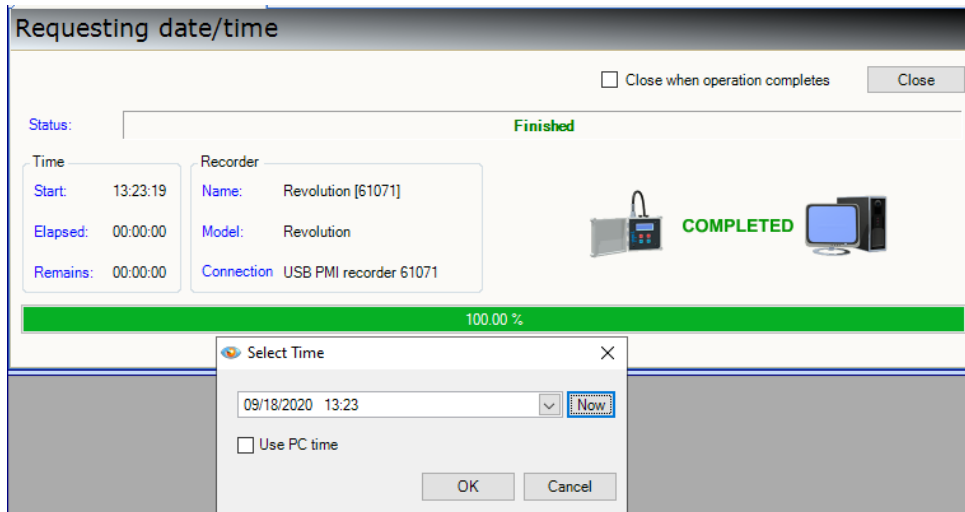 Requesting date/time
Close when operation completes
Close
Status:
Finished
Time
Start: 13:23:19
Elapsed: 00:00:00
Remains: 00:00:00
Recorder
Name: Revolution [61071]
Model: Revolution
Connection USB PMI recorder 61071
COMPLETED
100.00 %
Select Time
09/18/2020 13:23
Now
Use PC time
OK
Cancel